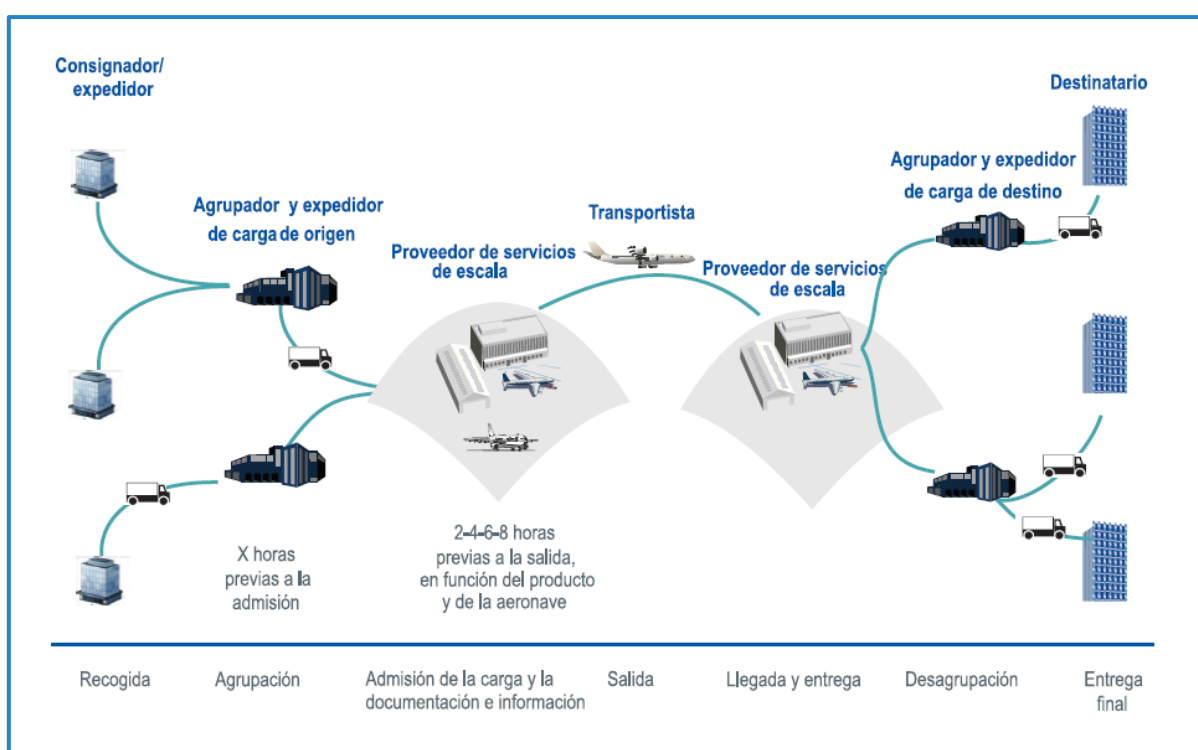 Consignador/
expedidor
Destinatario
Agrupador y expedidor
de carga de destino
Agrupador y expedidor
de carga de origen
Transportista
Proveedor de servicios
de escala
Proveedor de servicios
de escala
X horas
previas a la
admisión
2-4-6-8 horas
previas a la salida,
en función del producto
y de la aeronave
Recogida
Agrupación
Admisión de la carga y la
documentación e información
Salida
Llegada y entrega
Desagrupación
Entrega
final